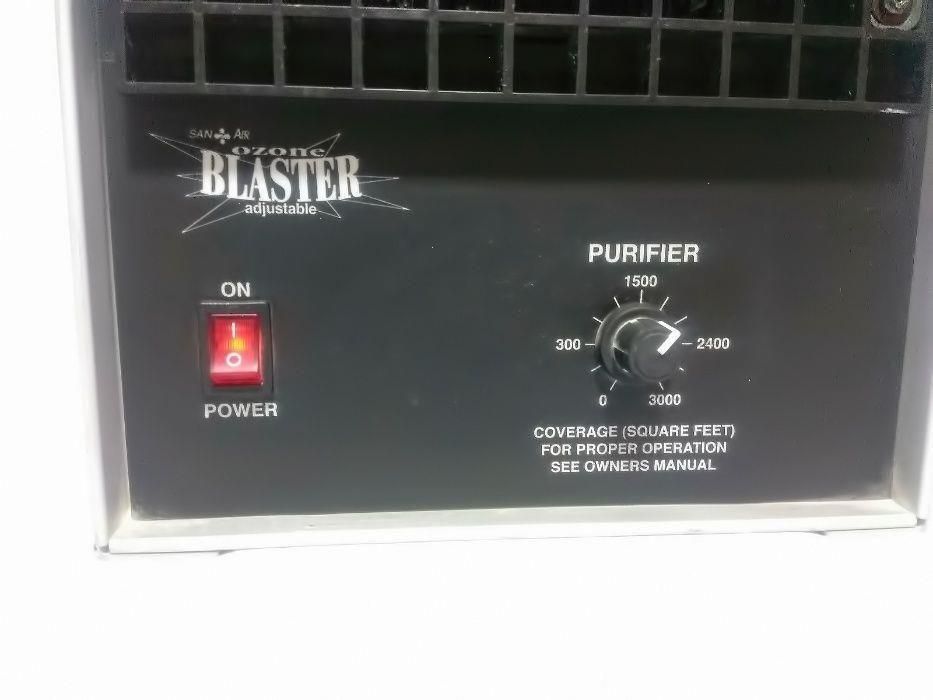 SAN AIR
ozone
BLASTER
adjustable
PURIFIER
1500
ON
I
O
300
2400
0
3000
POWER
COVERAGE (SQUARE FEET)
FOR PROPER OPERATION
SEE OWNERS MANUAL